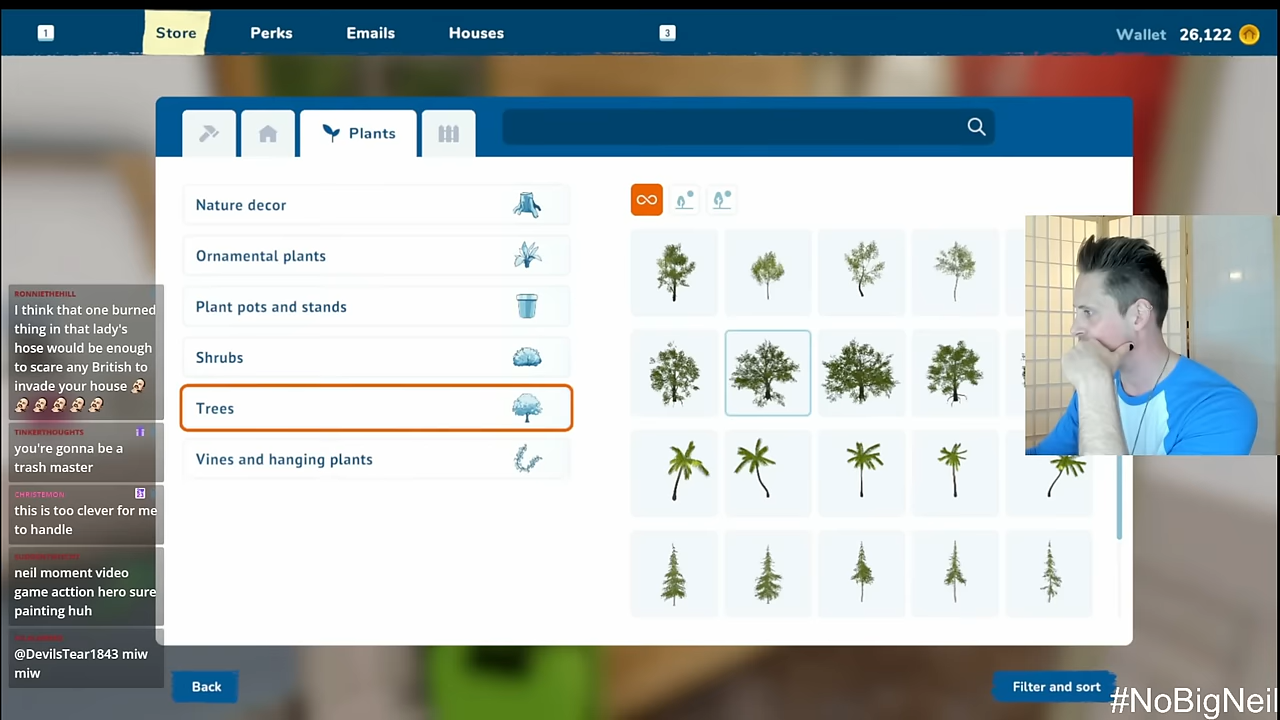 1
Store
Perks
Emails
Houses
3
Wallet 26,122
Plants
Nature decor
Ornamental plants
Plant pots and stands
Shrubs
Trees
Vines and hanging plants
RONNIETHEHILL
I think that one burned
thing in that lady's
hose would be enough
to scare any British to
invade your house
TINKERTHOUGHTS
you're gonna be a
trash master
CHRISTEMON
this is too clever for me
to handle
neil moment video
game acttion hero sure
painting huh
@DevilsTear1843 miw
miw
Back
Filter and sort
#NoBigNeil